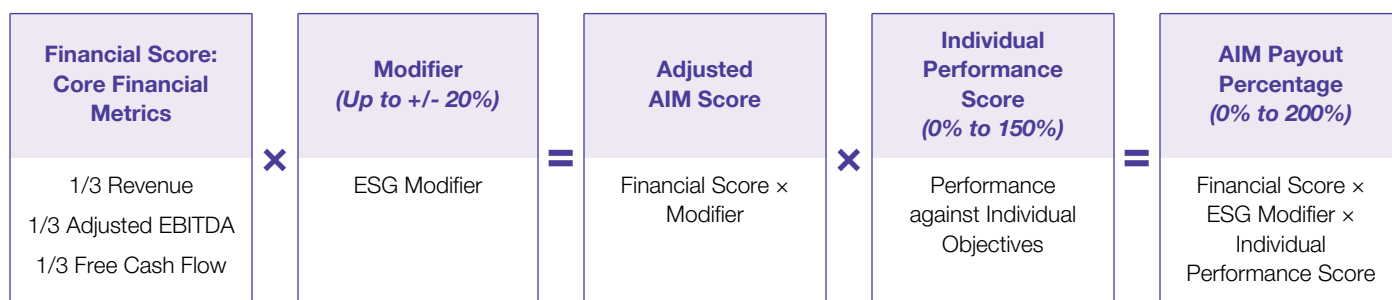 Financial Score:
Core Financial
Metrics
1/3 Revenue
1/3 Adjusted EBITDA
1/3 Free Cash Flow
×
Modifier
(Up to +/- 20%)
ESG Modifier
=
Adjusted
AIM Score
Financial Score ×
Modifier
×
Individual
Performance
Score
(0% to 150%)
Performance
against Individual
Objectives
=
AIM Payout
Percentage
(0% to 200%)
Financial Score ×
ESG Modifier ×
Individual
Performance Score